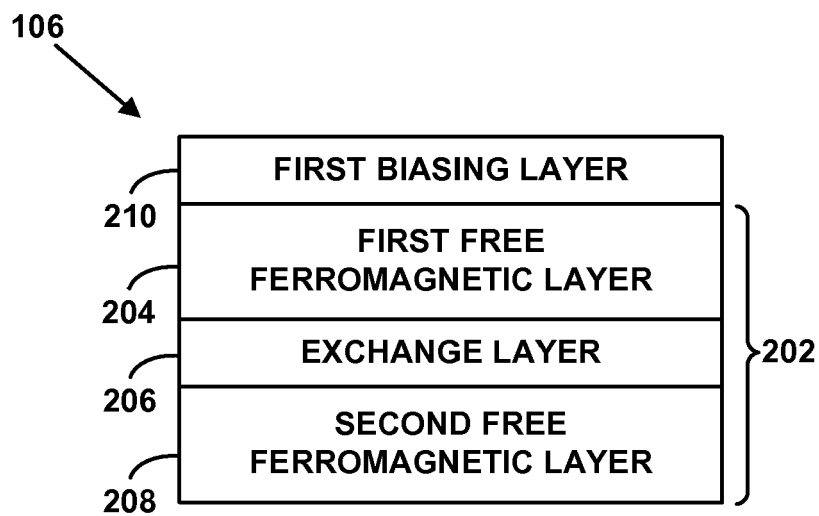 106
FIRST BIASING LAYER
210
FIRST FREE
FERROMAGNETIC LAYER
204
EXCHANGE LAYER
202
206
SECOND FREE
FERROMAGNETIC LAYER
208